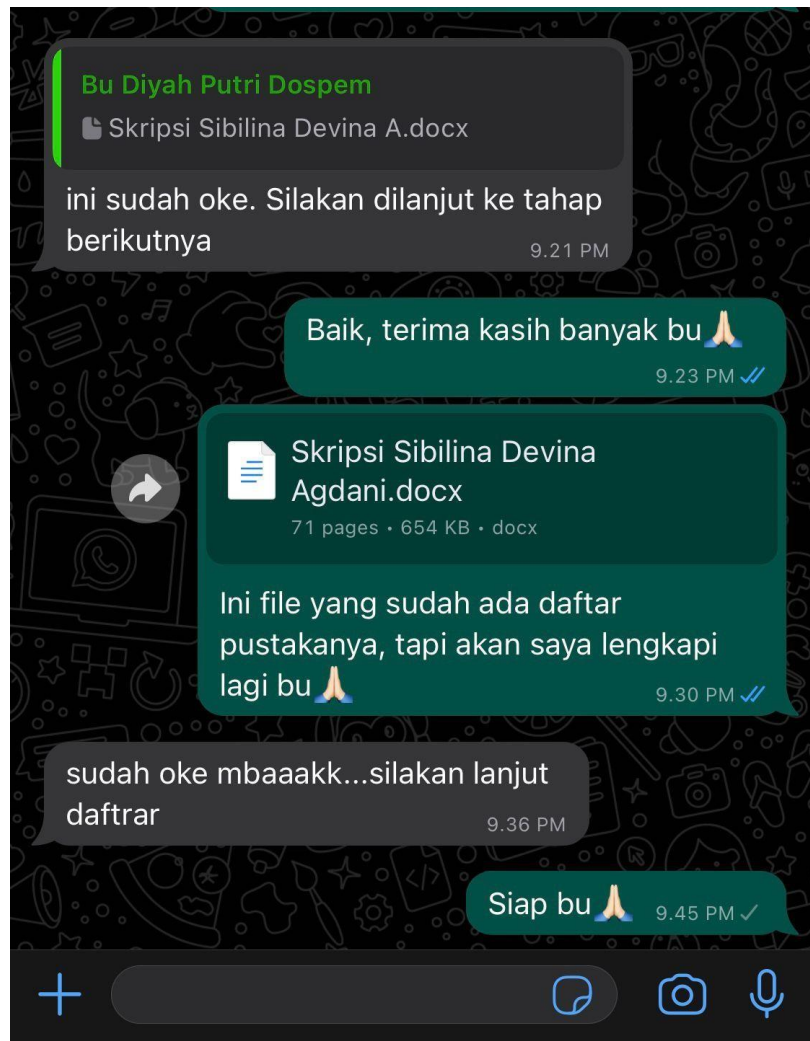 Bu Diyah Putri Dospem
Skripsi Sibilina Devina A.docx
ini sudah oke. Silakan dilanjut ke tahap
berikutnya
9.21 PM
Baik, terima kasih banyak bu🙏🏻
9.23 PM
Skripsi Sibilina Devina
Agdani.docx
71 pages • 654 KB • docx
Ini file yang sudah ada daftar
pustakanya, tapi akan saya lengkapi
lagi bu🙏🏻
9.30 PM
sudah oke mbaaakk...silakan lanjut
daftrar
9.36 PM
Siap bu🙏🏻
9.45 PM